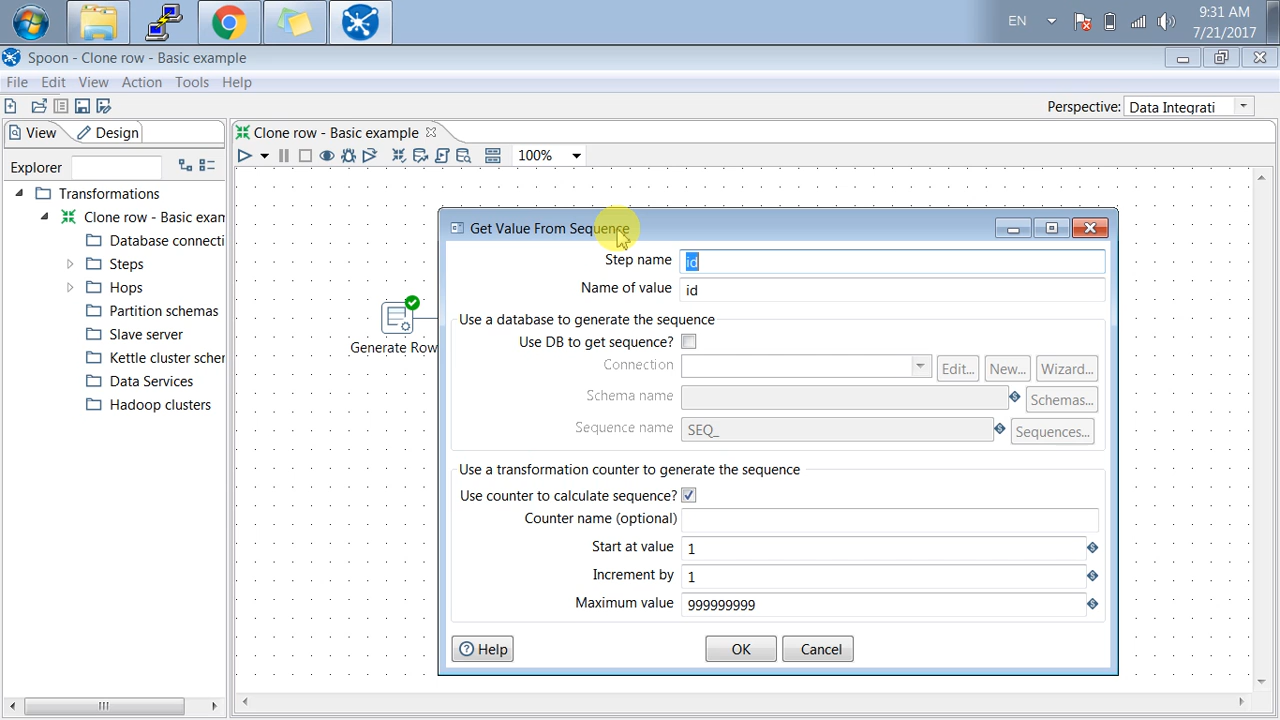 EN
9:31 AM
7/21/2017
Spoon - Clone row - Basic example
File Edit View Action Tools Help
Perspective: Data Integrati
View Design
Clone row - Basic example
Explorer
100%
Transformations
Clone row - Basic exam
Database connecti
Steps
Hops
Partition schemas
Slave server
Kettle cluster scher
Data Services
Hadoop clusters
Generate Row
Get Value From Sequence
Step name id
Name of value id
Use a database to generate the sequence
Use DB to get sequence?
Connection Edit... New... Wizard...
Schema name Schemas...
Sequence name SEQ_ Sequences...
Use a transformation counter to generate the sequence
Use counter to calculate sequence?
Counter name (optional)
Start at value 1
Increment by 1
Maximum value 999999999
Help OK Cancel